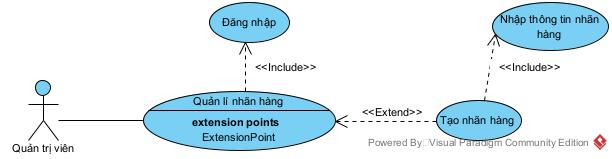 Đăng nhập
Nhập thông tin nhãn
hàng
<<Include>>
<<Include>>
Quản lí nhãn hàng
extension points
ExtensionPoint
<<Extend>>
Tạo nhãn hàng
Quản trị viên
Powered By Visual Paradigm Community Edition